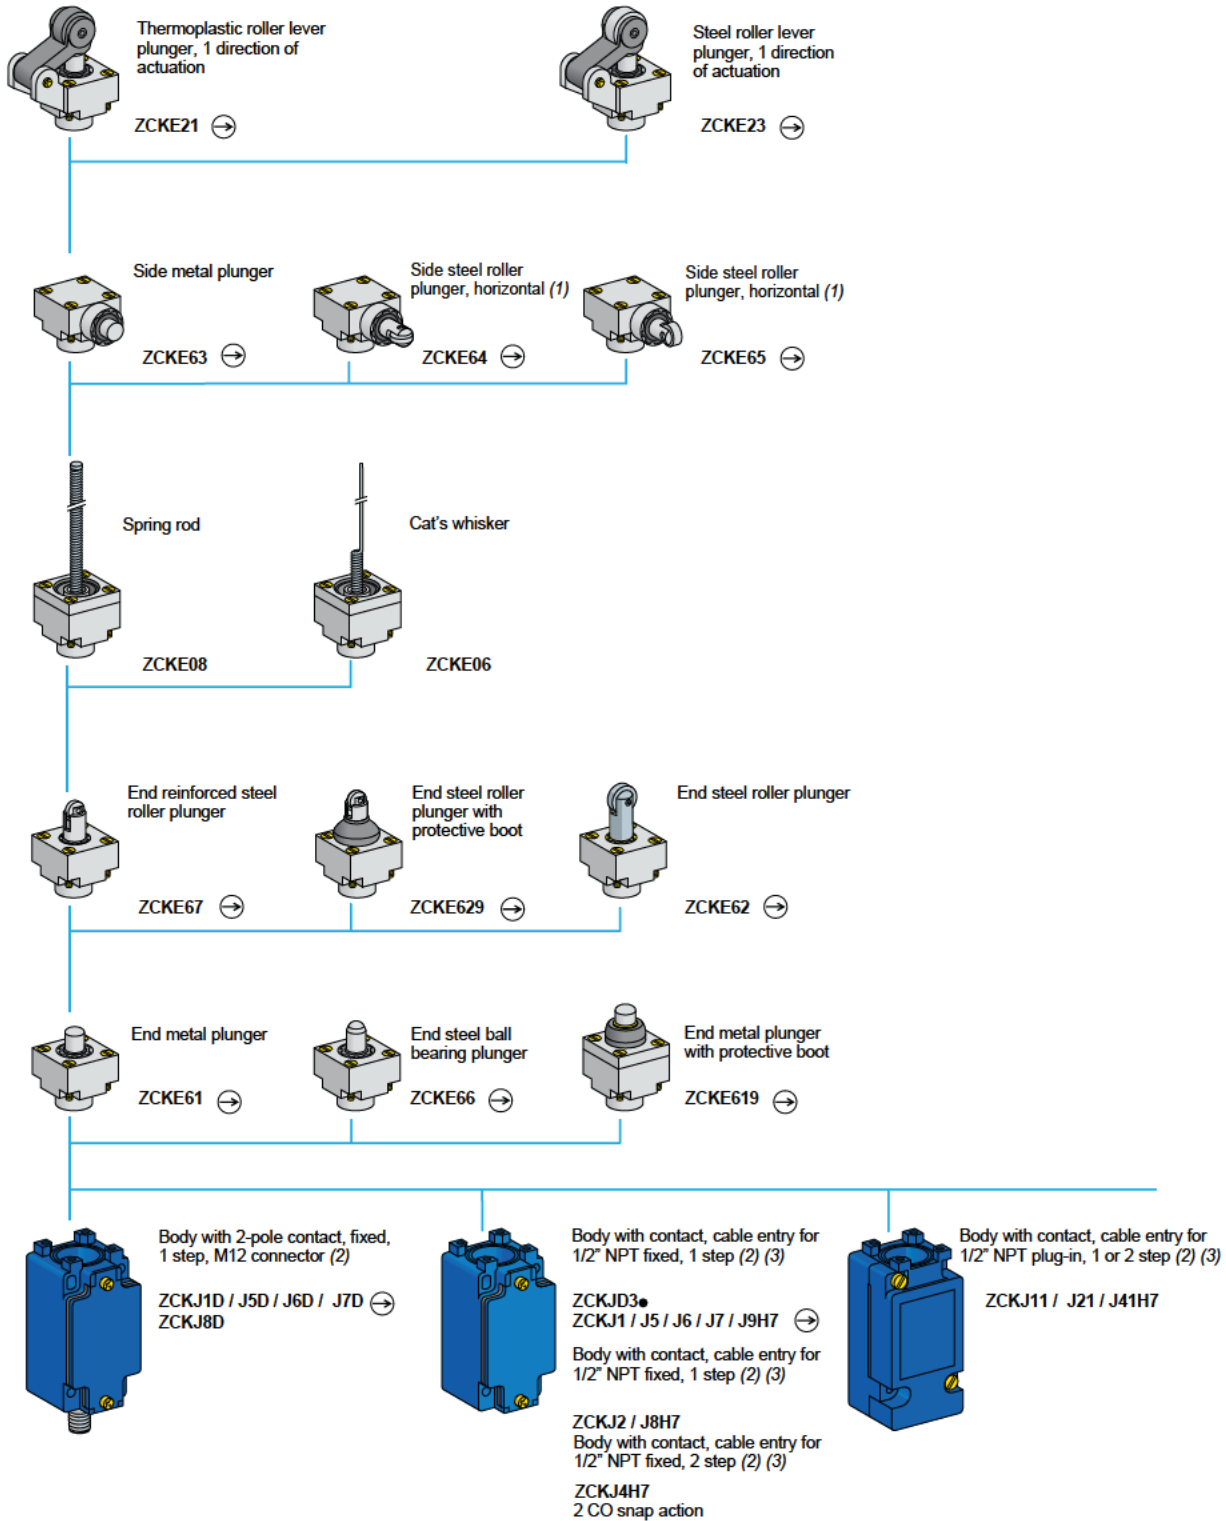 Thermoplastic roller lever
plunger, 1 direction of
actuation
ZCKE21
Steel roller lever
plunger, 1 direction
of actuation
ZCKE23
Side metal plunger
ZCKE63
Side steel roller
plunger, horizontal (1)
ZCKE64
Side steel roller
plunger, horizontal (1)
ZCKE65
Spring rod
ZCKE08
Cat's whisker
ZCKE06
End reinforced steel
roller plunger
ZCKE67
End steel roller
plunger with
protective boot
ZCKE629
End steel roller plunger
ZCKE62
End metal plunger
ZCKE61
End steel ball
bearing plunger
ZCKE66
End metal plunger
with protective boot
ZCKE619
Body with 2-pole contact, fixed,
1 step, M12 connector (2)
ZCKJ1D / J5D / J6D / J7D
ZCKJ8D
Body with contact, cable entry for
1/2” NPT fixed, 1 step (2) (3)
ZCKJD3●
ZCKJ1 / J5 / J6 / J7 / J9H7
Body with contact, cable entry for
1/2” NPT fixed, 1 step (2) (3)
ZCKJ2 / J8H7
Body with contact, cable entry for
1/2” NPT fixed, 2 step (2) (3)
ZCKJ4H7
2 CO snap action
Body with contact, cable entry for
1/2” NPT plug-in, 1 or 2 step (2) (3)
ZCKJ11 / J21 / J41H7